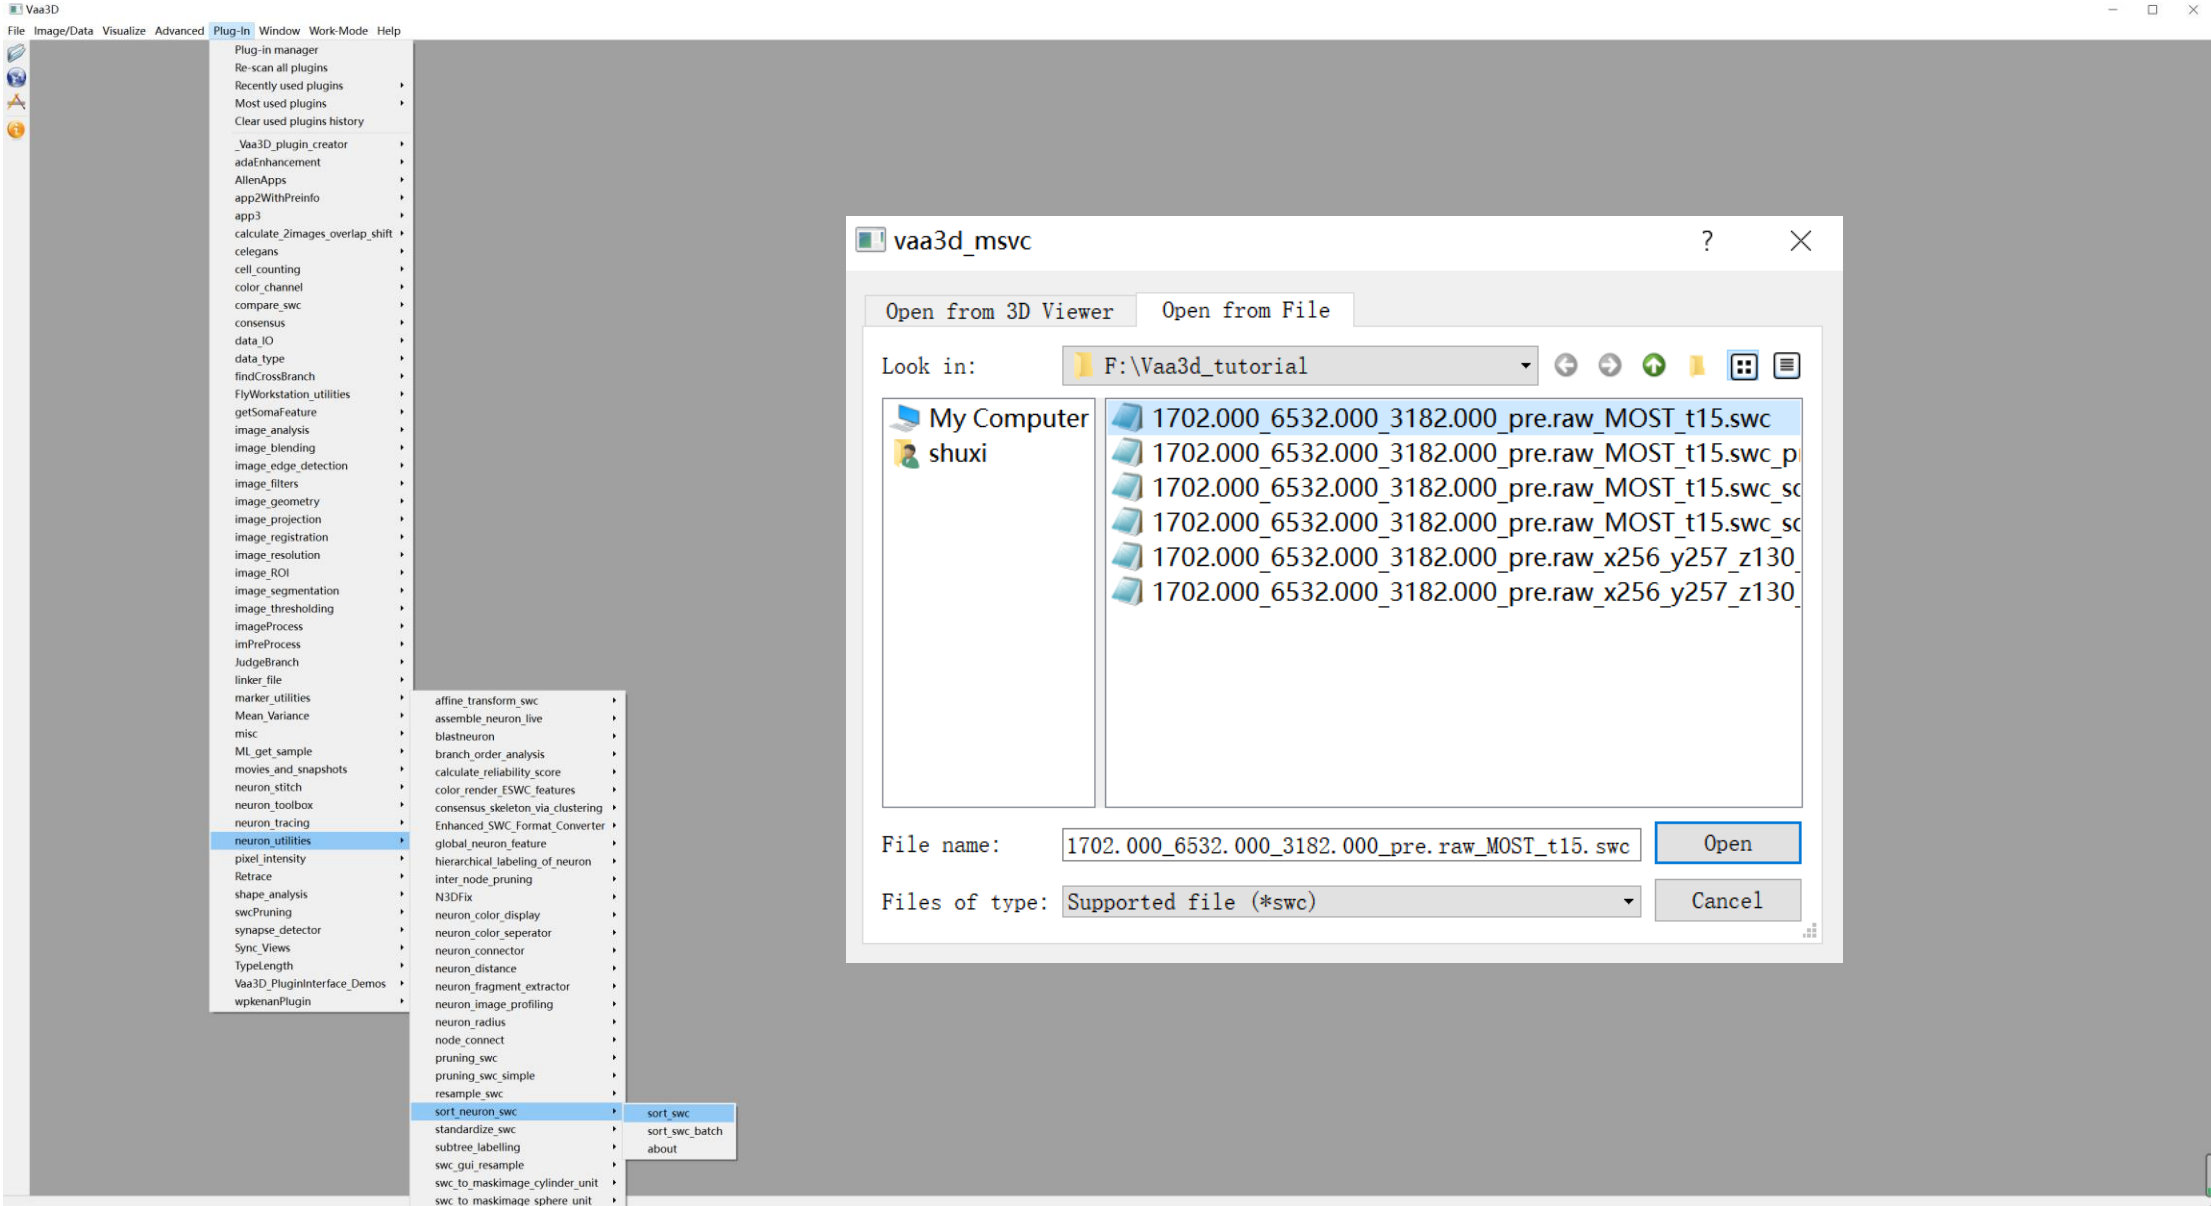 Vaa3D
File Image/Data Visualize Advanced Plug-In Window Work-Mode Help
Plug-in manager
Re-scan all plugins
Recently used plugins
Most used plugins
Clear used plugins history
_Vaa3D_plugin_creator
adaEnhancement
AllenApps
app2WithPreinfo
app3
calculate_2images_overlap_shift
celegans
cell_counting
color_channel
compare_swc
consensus
data_IO
data_type
findCrossBranch
FlyWorkstation_utilities
getSomaFeature
image_analysis
image_blending
image_edge_detection
image_filters
image_geometry
image_projection
image_registration
image_resolution
image_ROI
image_segmentation
image_thresholding
imageProcess
imPreProcess
JudgeBranch
linker_file
marker_utilities
Mean_Variance
misc
ML_get_sample
movies_and_snapshots
neuron_stitch
neuron_toolbox
neuron_tracing
neuron_utilities
pixel_intensity
Retrace
shape_analysis
swcPruning
synapse_detector
Sync_Views
TypeLength
Vaa3D_PluginInterface_Demos
wpkenanPlugin
affine_transform_swc
assemble_neuron_live
blastneuron
branch_order_analysis
calculate_reliability_score
color_render_ESWC_features
consensus_skeleton_via_clustering
Enhanced_SWC_Format_Converter
global_neuron_feature
hierarchical_labeling_of_neuron
inter_node_pruning
N3DFix
neuron_color_display
neuron_color_seperator
neuron_connector
neuron_distance
neuron_fragment_extractor
neuron_image_profiling
neuron_radius
node_connect
pruning_swc
pruning_swc_simple
resample_swc
sort_neuron_swc
standardize_swc
subtree_labelling
swc_gui_resample
swc_to_maskimage_cylinder_unit
swc_to_maskimage_sphere_unit
sort_swc
sort_swc_batch
about
vaa3d_msvc ?
Open from 3D Viewer Open from File
Look in: F:\Vaa3d_tutorial
My Computer
shuxi
1702.000_6532.000_3182.000_pre.raw_MOST_t15.swc
1702.000_6532.000_3182.000_pre.raw_MOST_t15.swc_p
1702.000_6532.000_3182.000_pre.raw_MOST_t15.swc_so
1702.000_6532.000_3182.000_pre.raw_MOST_t15.swc_so
1702.000_6532.000_3182.000_pre.raw_x256_y257_z130_
1702.000_6532.000_3182.000_pre.raw_x256_y257_z130_
File name: 1702.000_6532.000_3182.000_pre.raw_MOST_t15.swc Open
Files of type: Supported file (*swc) Cancel